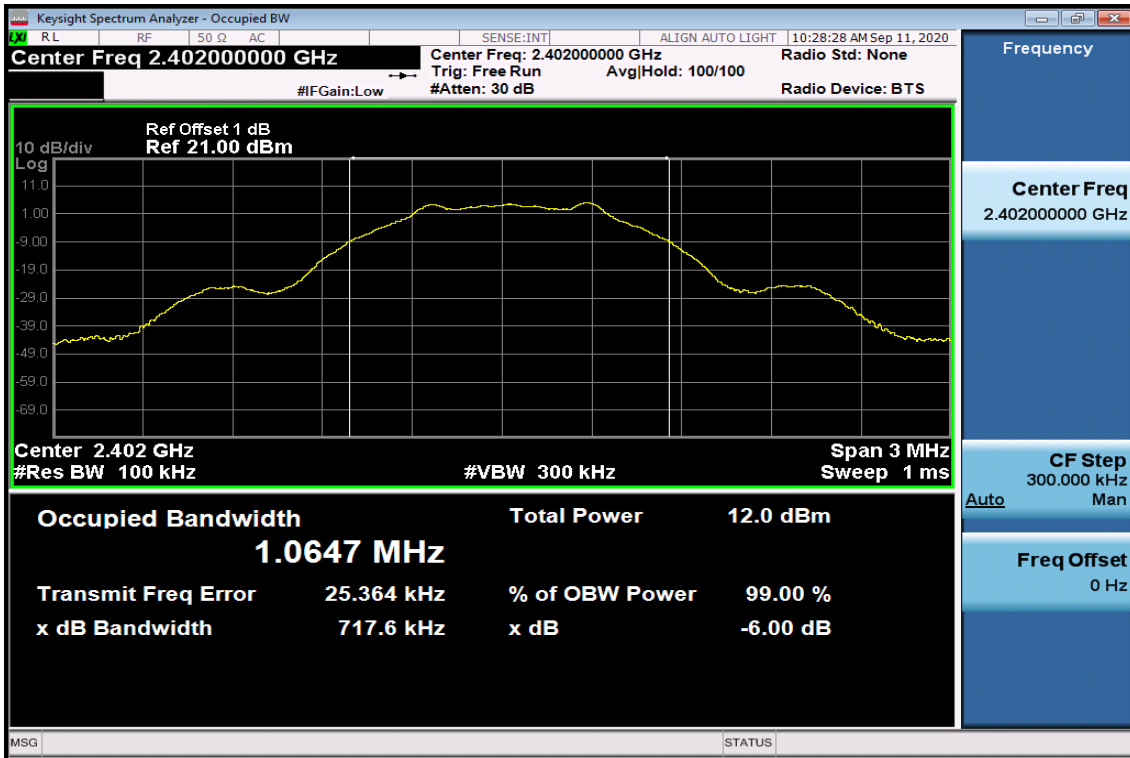 Keysight Spectrum Analyzer - Occupied BW
LXI RL RF 50 Ω AC SENSE:INT ALIGN AUTO LIGHT 10:28:28 AM Sep 11, 2020
Center Freq 2.402000000 GHz
Center Freq: 2.402000000 GHz Radio Std: None
Trig: Free Run Avg|Hold: 100/100
#IFGain:Low #Atten: 30 dB Radio Device: BTS
Ref Offset 1 dB
10 dB/div Ref 21.00 dBm
Log
11.0
1.00
-9.00
-19.0
-29.0
-39.0
-49.0
-59.0
-69.0
Center 2.402 GHz Span 3 MHz
#Res BW 100 kHz #VBW 300 kHz Sweep 1 ms
Occupied Bandwidth Total Power 12.0 dBm
1.0647 MHz
Transmit Freq Error 25.364 kHz % of OBW Power 99.00 %
x dB Bandwidth 717.6 kHz x dB -6.00 dB
MSG STATUS
Frequency
Center Freq
2.402000000 GHz
CF Step
300.000 kHz
Auto Man
Freq Offset
0 Hz